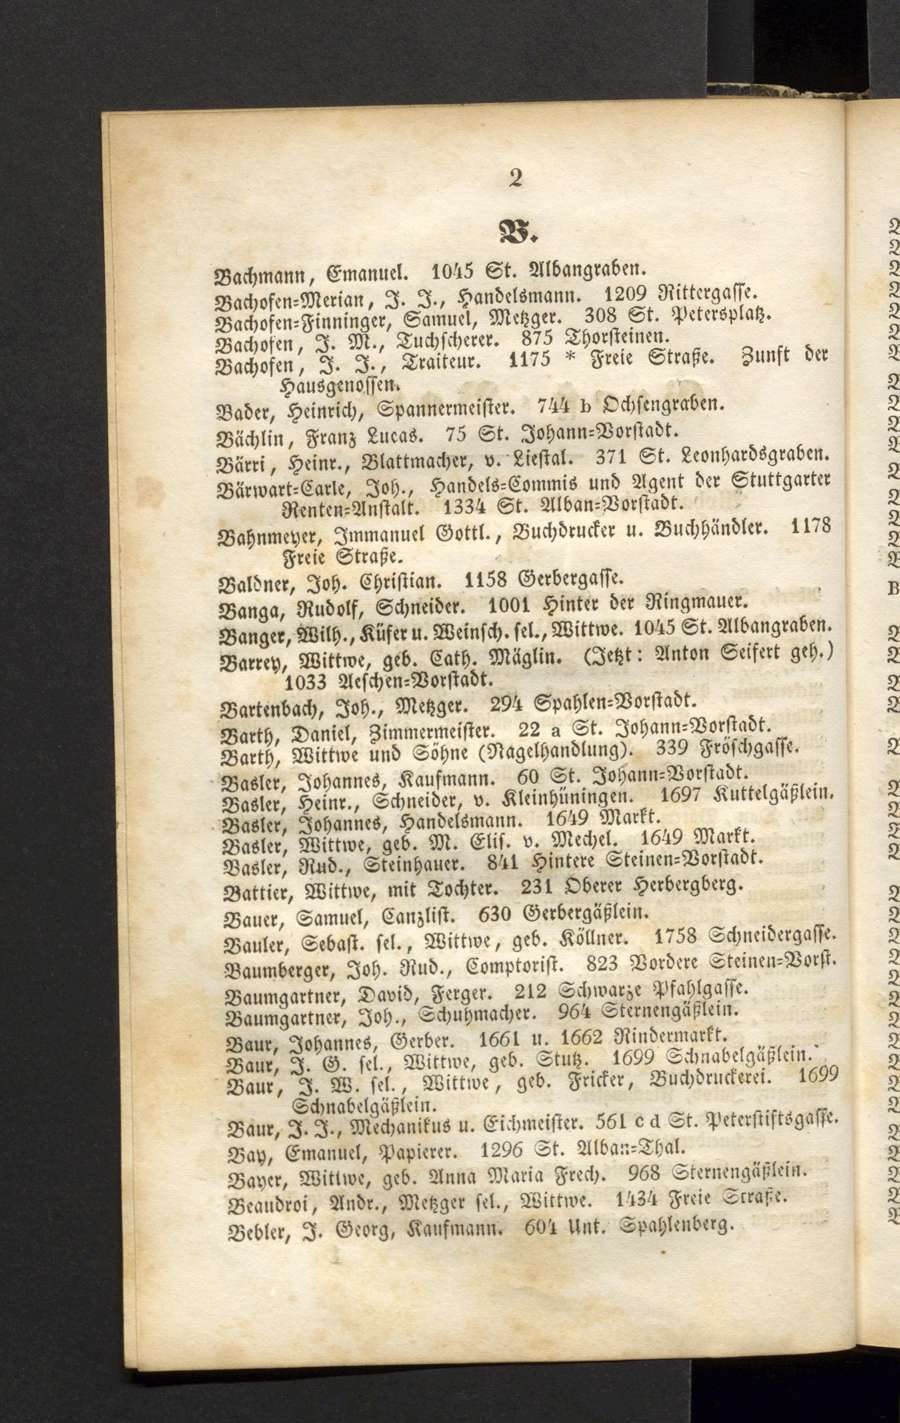 2
B.
Bachmann, Emanuel. 1045 St. Albangraben.
Bachofen=Merian, J. J., Handelsmann. 1209 Rittergasse.
Bachofen=Finninger, Samuel, Metzger. 308 St. Petersplatz.
Bachofen, J. M., Tuchscherer. 875 Thorsteinen.
Bachofen, J. J., Traiteur. 1175 * Freie Straße. Zunft der
Hausgenossen.
Bader, Heinrich, Spannermeister. 744 b Ochsengraben.
Bächlin, Franz Lucas. 75 St. Johann=Vorstadt.
Bärri, Heinr., Blattmacher, v. Liestal. 371 St. Leonhardsgraben.
Bärwart=Carle, Joh., Handels=Commis und Agent der Stuttgarter
Renten=Anstalt. 1334 St. Alban=Vorstadt.
Bahnmeyer, Immanuel Gottl., Buchdrucker u. Buchhändler. 1178
Freie Straße.
Baldner, Joh. Christian. 1158 Gerbergasse.
Banga, Rudolf, Schneider. 1001 Hinter der Ringmauer.
Banger, Wilh., Küfer u. Weinsch. sel., Wittwe. 1045 St. Albangraben.
Barrey, Wittwe, geb. Cath. Mäglin. (Jetzt: Anton Seifert geh.)
1033 Aeschen=Vorstadt.
Bartenbach, Joh., Metzger. 294 Spahlen=Vorstadt.
Barth, Daniel, Zimmermeister. 22 a St. Johann=Vorstadt.
Barth, Wittwe und Söhne (Nagelhandlung). 339 Fröschgasse.
Basler, Johannes, Kaufmann. 60 St. Johann=Vorstadt.
Basler, Heinr., Schneider, v. Kleinhüningen. 1697 Kuttelgäßlein.
Basler, Johannes, Handelsmann. 1649 Markt.
Basler, Wittwe, geb. M. Elis. v. Mechel. 1649 Markt.
Basler, Rud., Steinhauer. 841 Hintere Steinen=Vorstadt.
Battier, Wittwe, mit Tochter. 231 Oberer Herbergberg.
Bauer, Samuel, Canzlist. 630 Gerbergäßlein.
Bauler, Sebast. sel., Wittwe, geb. Köllner. 1758 Schneidergasse.
Baumberger, Joh. Rud., Comptorist. 823 Vordere Steinen=Vorst.
Baumgartner, David, Ferger. 212 Schwarze Pfahlgasse.
Baumgartner, Joh., Schuhmacher. 964 Sternengäßlein.
Baur, Johannes, Gerber. 1661 u. 1662 Rindermarkt.
Baur, J. G. sel., Wittwe, geb. Stutz. 1699 Schnabelgäßlein.
Baur, J. W. sel., Wittwe, geb. Fricker, Buchdruckerei. 1699
Schnabelgäßlein.
Baur, J. J., Mechanikus u. Eichmeister. 561 c d St. Peterstiftsgasse.
Bay, Emanuel, Papierer. 1296 St. Alban=Thal.
Bayer, Wittwe, geb. Anna Maria Frech. 968 Sternengäßlein.
Beaudroi, Andr., Metzger sel., Wittwe. 1434 Freie Straße.
Bebler, J. Georg, Kaufmann. 604 Unt. Spahlenberg.